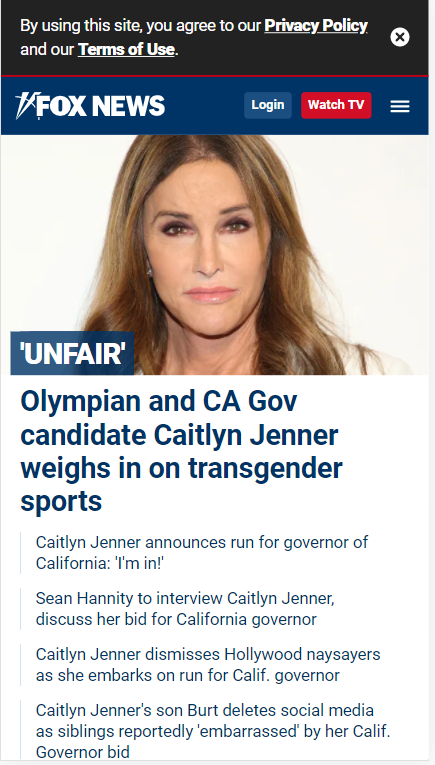 By using this site, you agree to our Privacy Policy
and our Terms of Use.
FOX NEWS
Login
Watch TV
'UNFAIR'
Olympian and CA Gov
candidate Caitlyn Jenner
weighs in on transgender
sports
Caitlyn Jenner announces run for governor of
California: 'I'm in!'
Sean Hannity to interview Caitlyn Jenner,
discuss her bid for California governor
Caitlyn Jenner dismisses Hollywood naysayers
as she embarks on run for Calif. governor
Caitlyn Jenner's son Burt deletes social media
as siblings reportedly 'embarrassed' by her Calif.
Governor bid